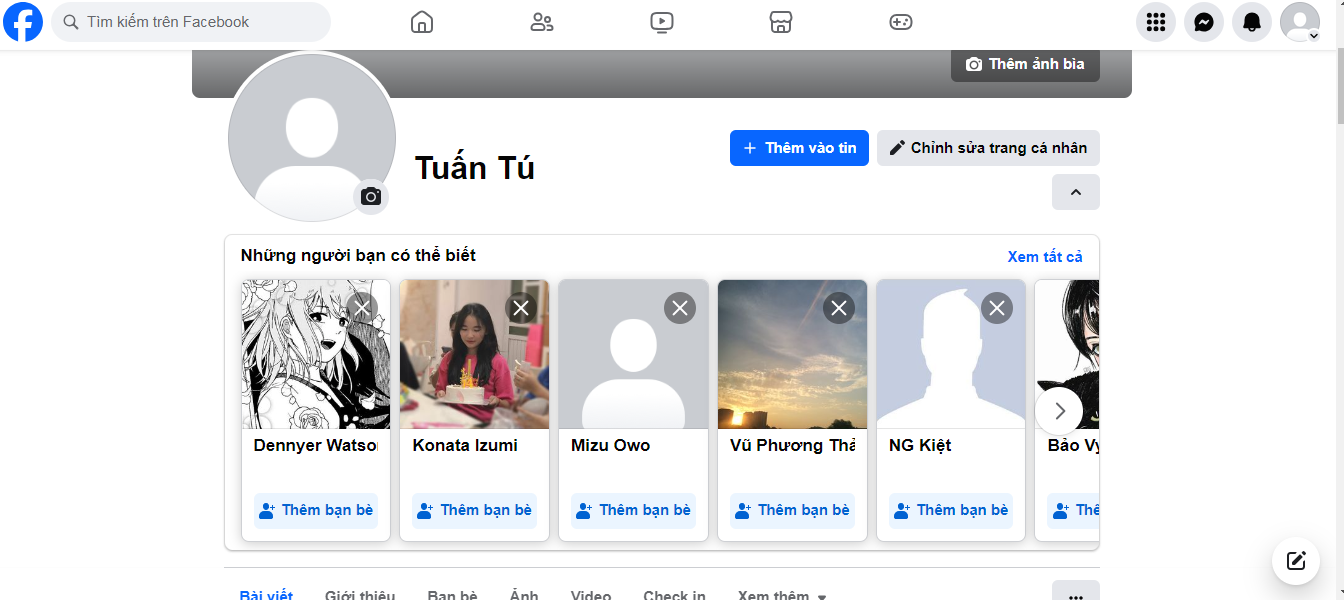 Tìm kiếm trên Facebook
Thêm ảnh bìa
Tuấn Tú
Thêm vào tin
Chỉnh sửa trang cá nhân
Những người bạn có thể biết
Xem tất cả
Dennyer Watson
Konata Izumi
Mizu Owo
Vũ Phương Thả
NG Kiệt
Bảo Vy
Thêm bạn bè
Thêm bạn bè
Thêm bạn bè
Thêm bạn bè
Thêm bạn bè
Thê
Bài viết
Giới thiệu
Bạn bè
Ảnh
Video
Check in
Xem thêm